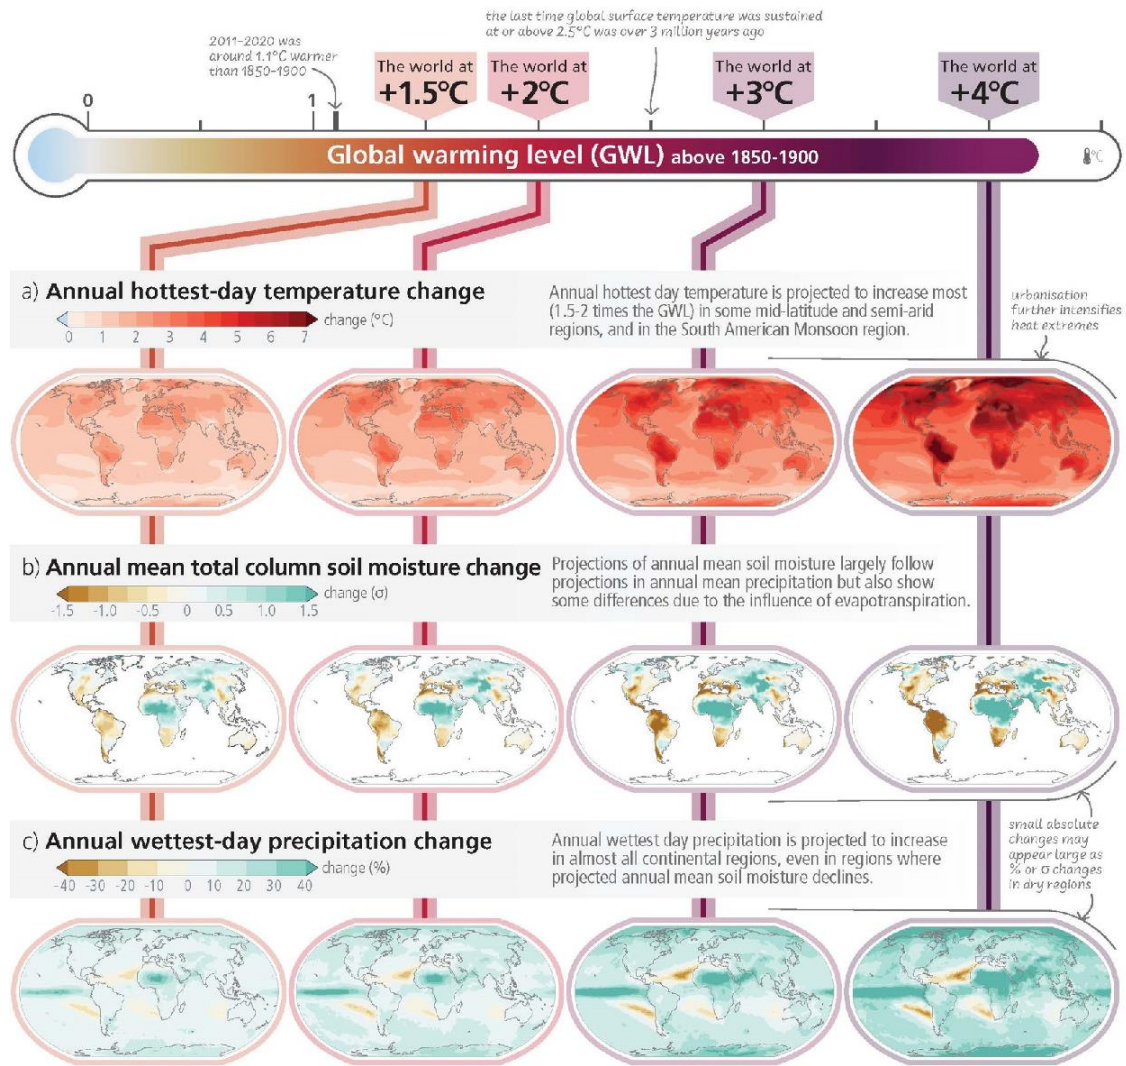 the last time global surface temperature was sustained
at or above 2.5°C was over 3 million years ago
2011-2020 was
around 1.1°C warmer
than 1850-1900
The world at
+1.5°C
The world at
+2°C
The world at
+3°C
The world at
+4°C
0
1
Global warming level (GWL) above 1850-1900
°C
a) Annual hottest-day temperature change
change (°C)
0 1 2 3 4 5 6 7
Annual hottest day temperature is projected to increase most
(1.5-2 times the GWL) in some mid-latitude and semi-arid
regions, and in the South American Monsoon region.
urbanisation
further intensifies
heat extremes
b) Annual mean total column soil moisture change
change (σ)
-1.5 -1.0 -0.5 0 0.5 1.0 1.5
Projections of annual mean soil moisture largely follow
projections in annual mean precipitation but also show
some differences due to the influence of evapotranspiration.
c) Annual wettest-day precipitation change
change (%)
-40 -30 -20 -10 0 10 20 30 40
Annual wettest day precipitation is projected to increase
in almost all continental regions, even in regions where
projected annual mean soil moisture declines.
small absolute
changes may
appear large as
% or σ changes
in dry regions